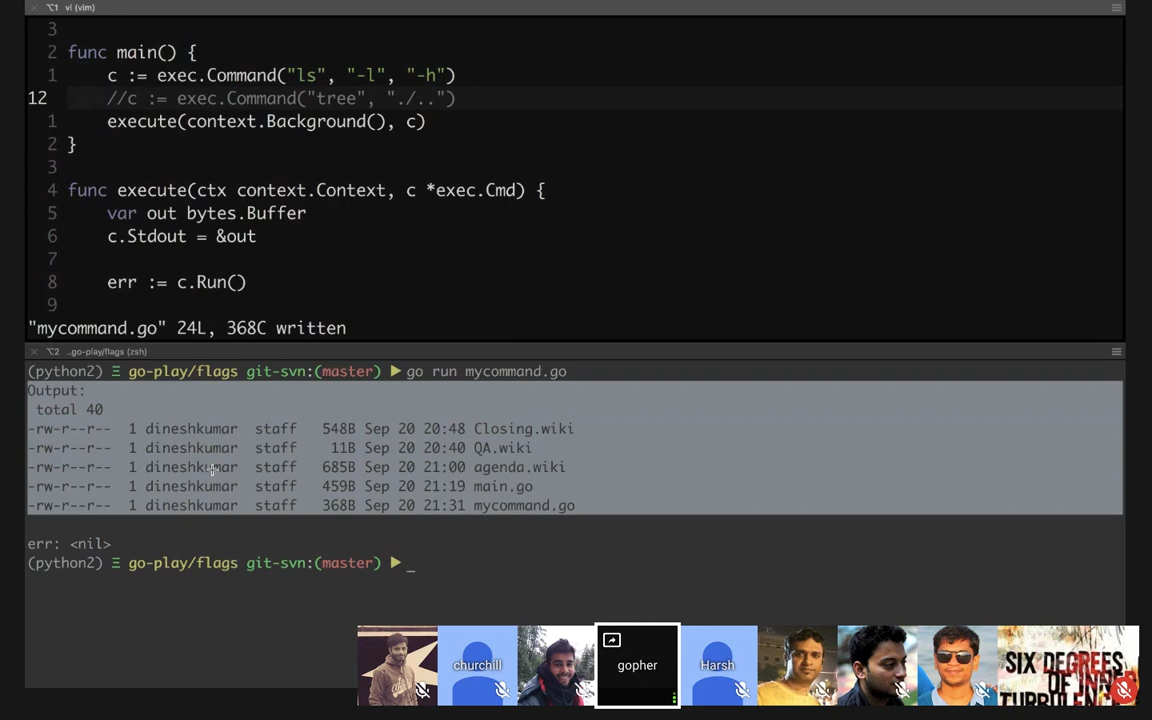 ⌥1 vi (vim)
3
2 func main() {
1 c := exec.Command("ls", "-l", "-h")
12 //c := exec.Command("tree", "./..")
1 execute(context.Background(), c)
2 }
3
4 func execute(ctx context.Context, c *exec.Cmd) {
5 var out bytes.Buffer
6 c.Stdout = &out
7
8 err := c.Run()
9
"mycommand.go" 24L, 368C written
⌥2 ..go-play/flags (zsh)
(python2) Ξ go-play/flags git-svn:(master) ▶ go run mycommand.go
Output:
total 40
-rw-r--r-- 1 dineshkumar staff 548B Sep 20 20:48 Closing.wiki
-rw-r--r-- 1 dineshkumar staff 11B Sep 20 20:40 QA.wiki
-rw-r--r-- 1 dineshkumar staff 685B Sep 20 21:00 agenda.wiki
-rw-r--r-- 1 dineshkumar staff 459B Sep 20 21:19 main.go
-rw-r--r-- 1 dineshkumar staff 368B Sep 20 21:31 mycommand.go
err: <nil>
(python2) Ξ go-play/flags git-svn:(master) ▶ _
churchill
gopher
Harsh
SIX DEGREES
OF INNER
TURBULENCE